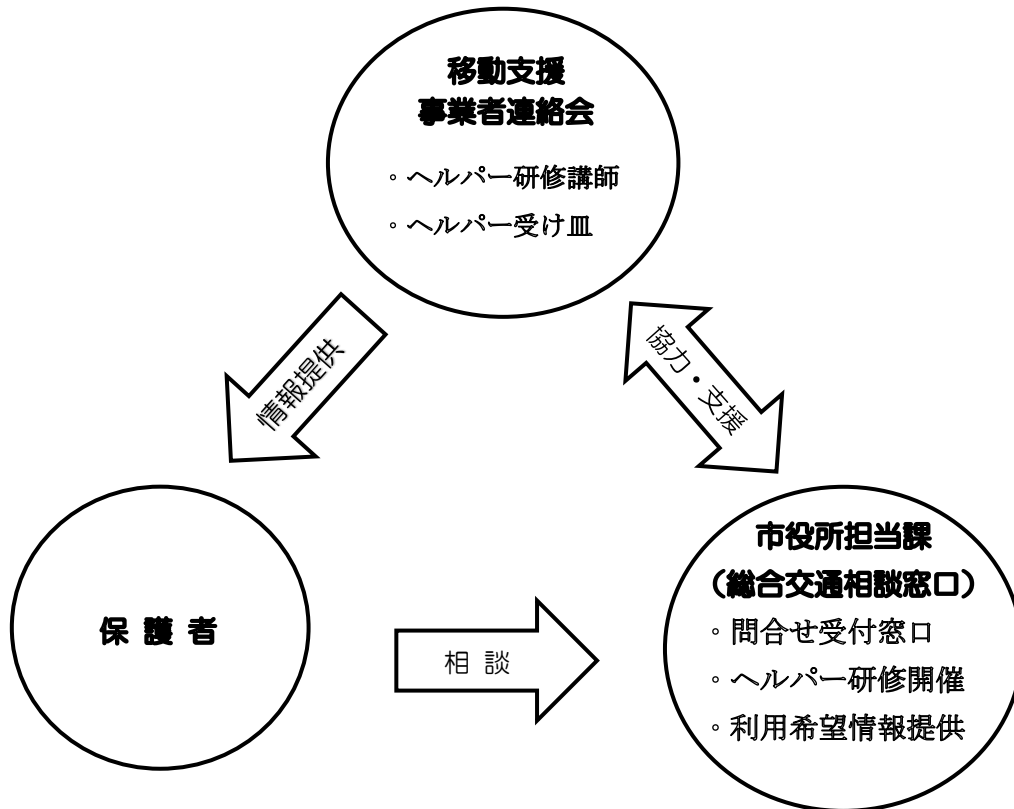 移動支援
事業者連絡会
◦ヘルパー研修講師
◦ヘルパー受け皿
情報提供
協力・支援
保 護 者
相 談
市役所担当課
(総合交通相談窓口)
◦問合せ受付窓口
◦ヘルパー研修開催
◦利用希望情報提供